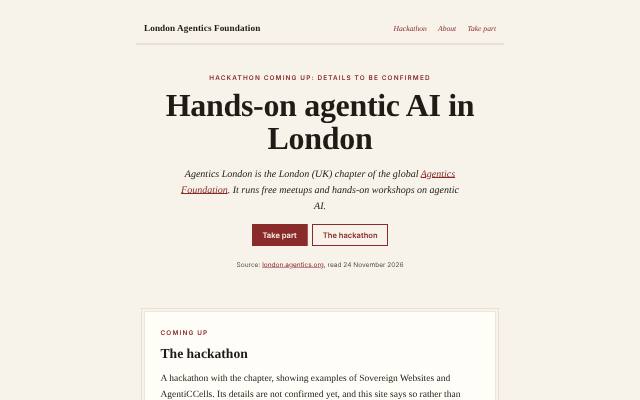 London Agentics Foundation
Hackathon About Take part
HACKATHON COMING UP: DETAILS TO BE CONFIRMED
Hands-on agentic AI in
London
Agentics London is the London (UK) chapter of the global Agentics
Foundation. It runs free meetups and hands-on workshops on agentic
AI.
Take part
The hackathon
Source: london.agentics.org, read 24 November 2026
COMING UP
The hackathon
A hackathon with the chapter, showing examples of Sovereign Websites and
AgentiCCells. Its details are not confirmed yet, and this site says so rather than